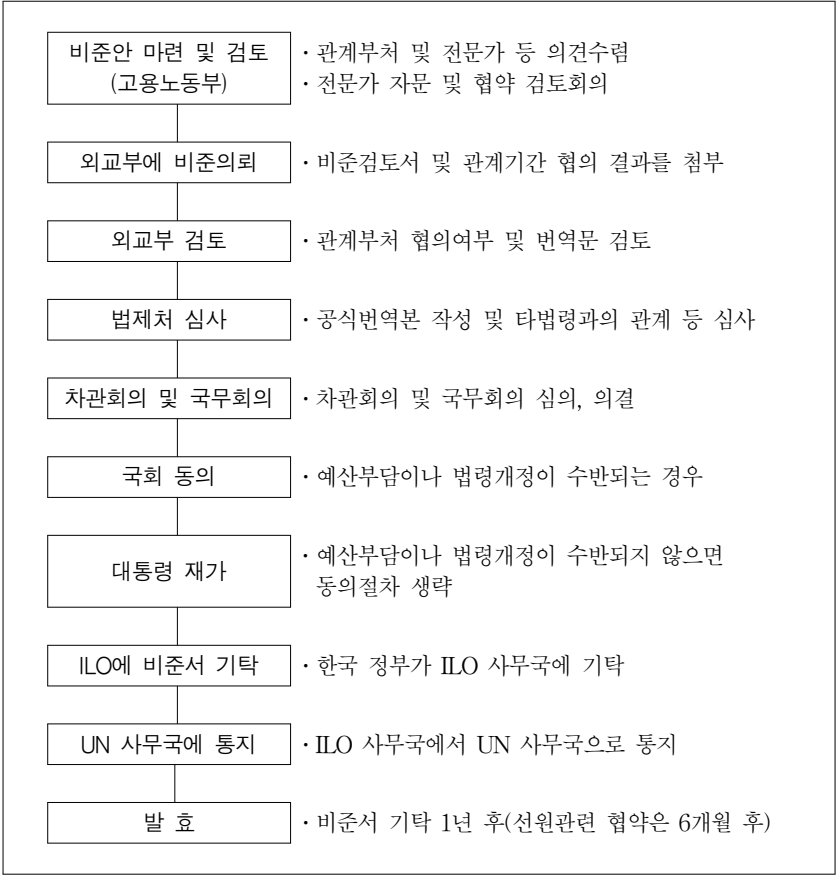 비준안 마련 및 검토
(고용노동부)
· 관계부처 및 전문가 등 의견수렴
· 전문가 자문 및 협약 검토회의
외교부에 비준의뢰
· 비준검토서 및 관계기간 협의 결과를 첨부
외교부 검토
· 관계부처 협의여부 및 번역문 검토
법제처 심사
· 공식번역본 작성 및 타법령과의 관계 등 심사
차관회의 및 국무회의
· 차관회의 및 국무회의 심의, 의결
국회 동의
· 예산부담이나 법령개정이 수반되는 경우
대통령 재가
· 예산부담이나 법령개정이 수반되지 않으면
동의절차 생략
ILO에 비준서 기탁
· 한국 정부가 ILO 사무국에 기탁
UN 사무국에 통지
· ILO 사무국에서 UN 사무국으로 통지
발 효
· 비준서 기탁 1년 후(선원관련 협약은 6개월 후)